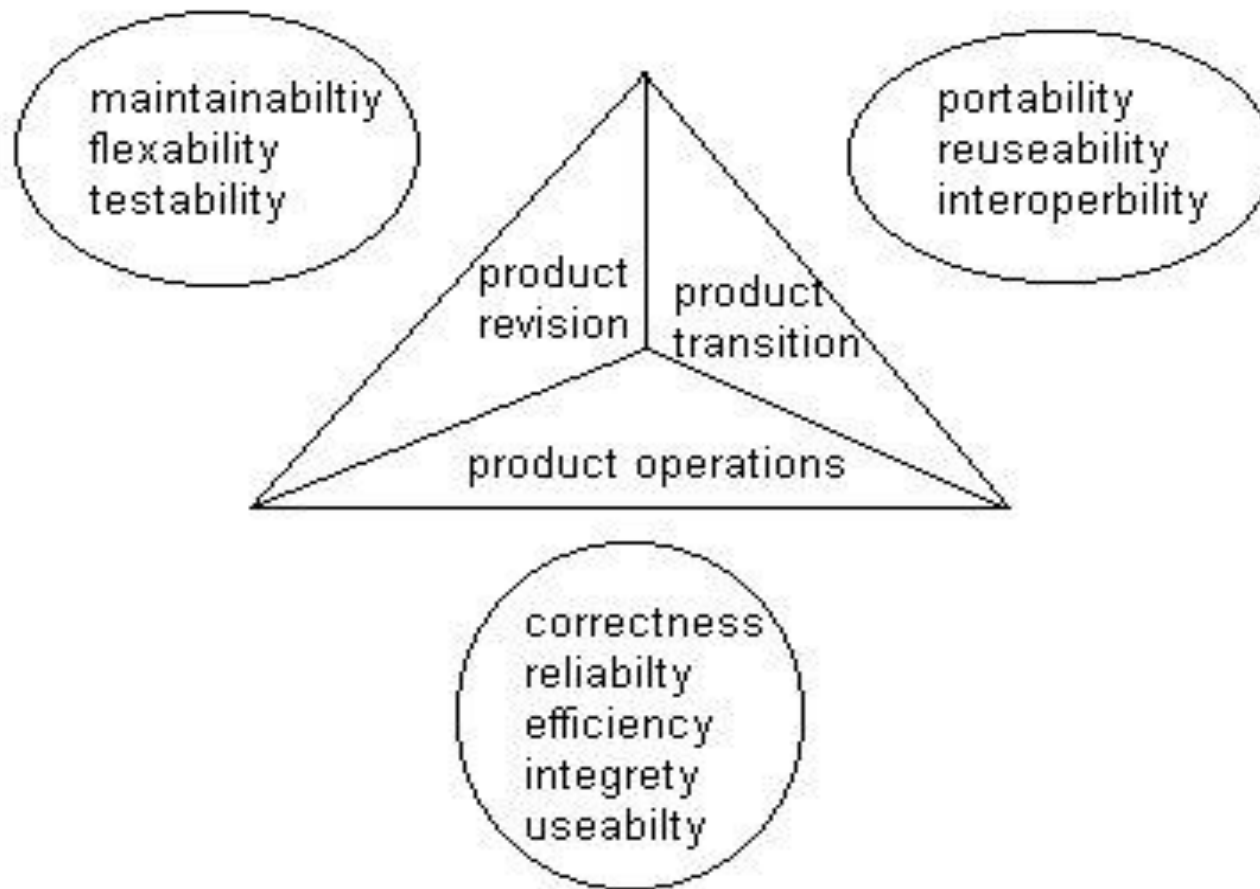 maintainabiltiy
flexability
testability
portability
reuseability
interoperbility
product
revision
product
transition
product operations
correctness
reliabilty
efficiency
integrety
useabilty